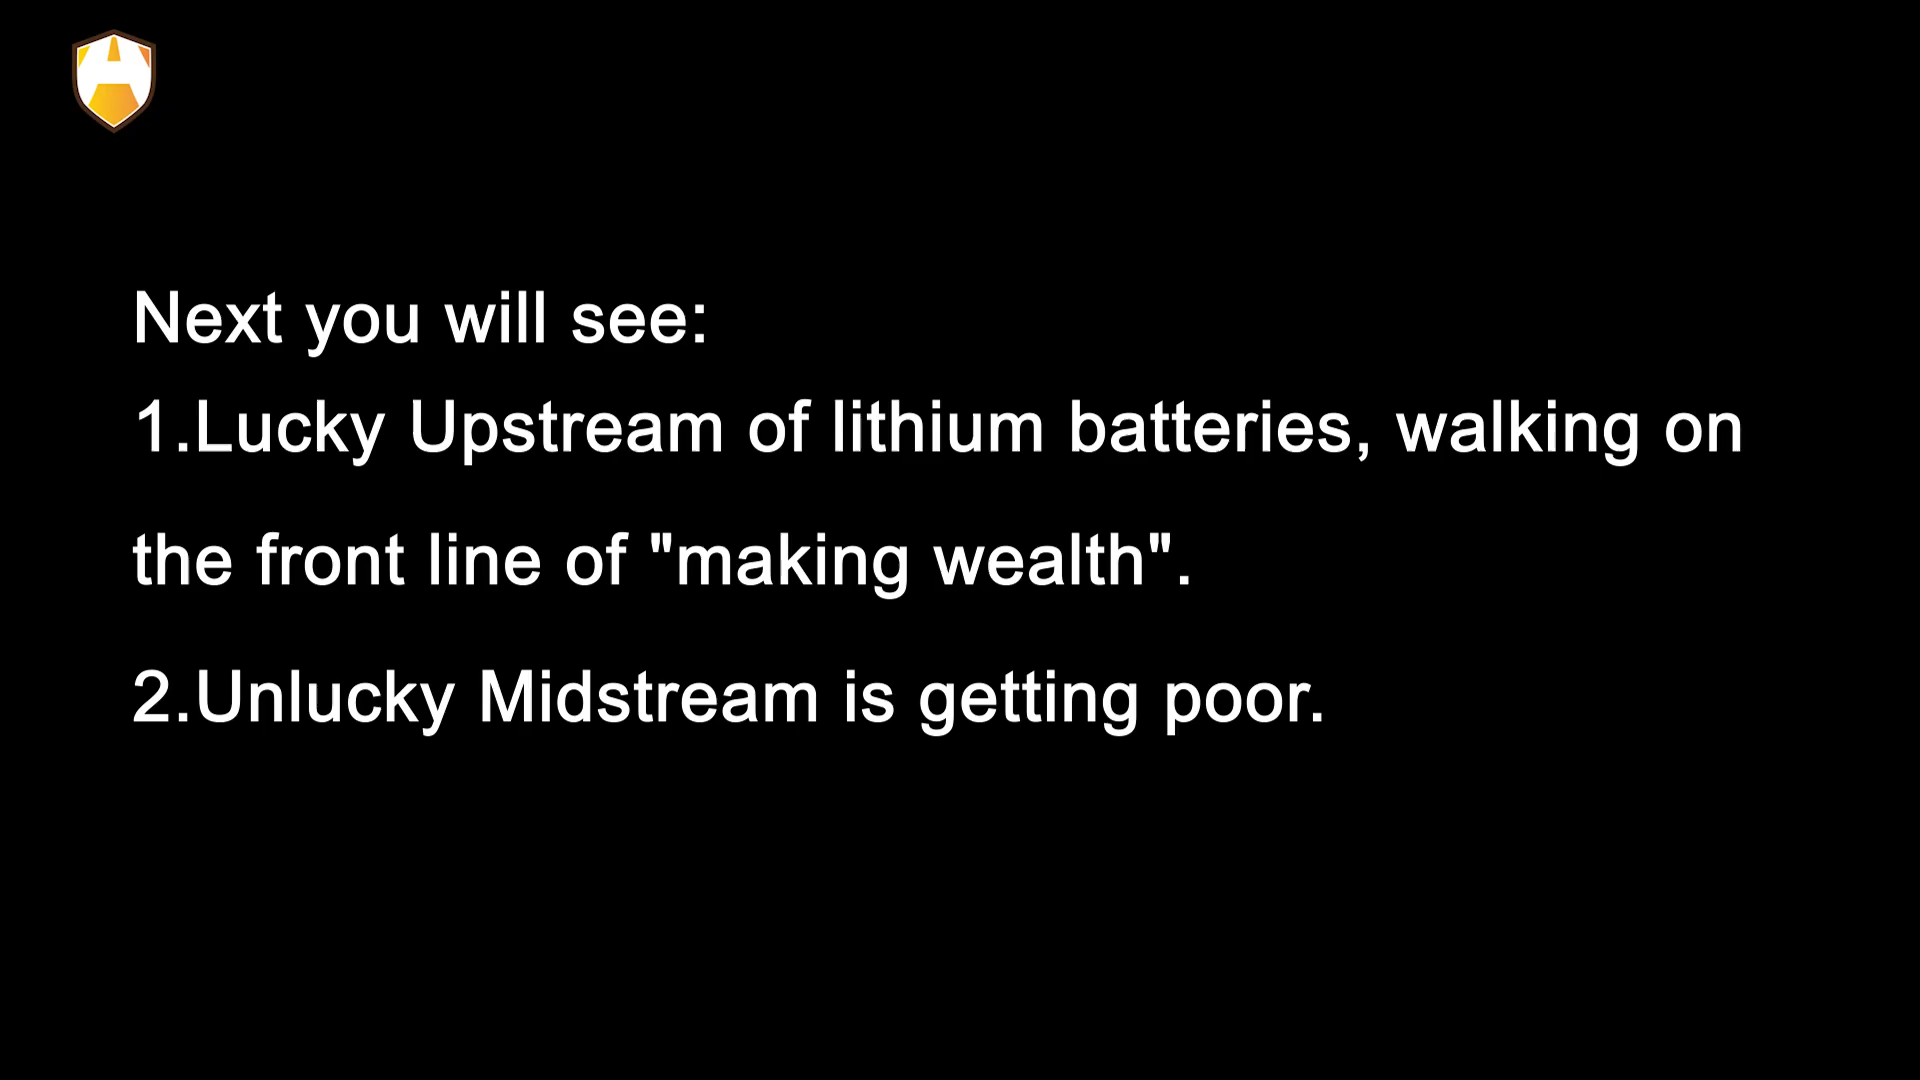 Next you will see:
1.Lucky Upstream of lithium batteries, walking on
the front line of "making wealth".
2.Unlucky Midstream is getting poor.